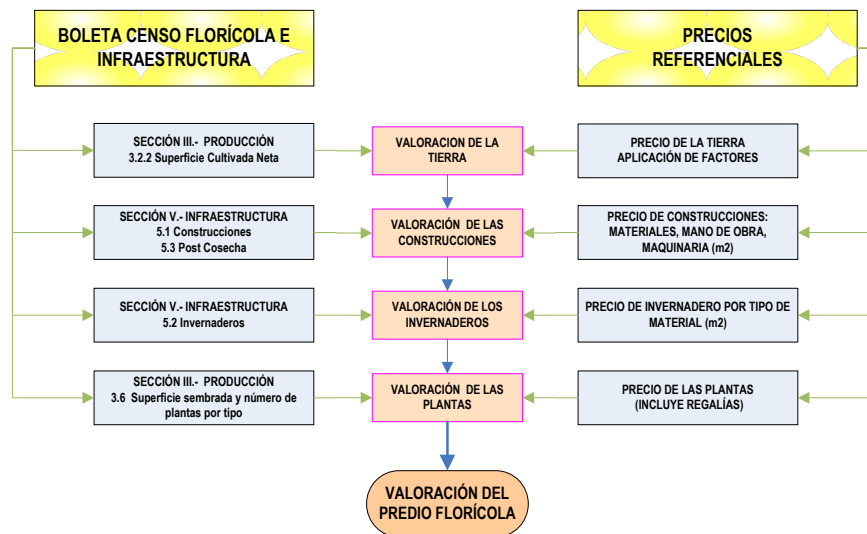 BOLETA CENSO FLORÍCOLA E
INFRAESTRUCTURA
PRECIOS
REFERENCIALES
SECCIÓN III.- PRODUCCIÓN
3.2.2 Superficie Cultivada Neta
VALORACION DE LA
TIERRA
PRECIO DE LA TIERRA
APLICACIÓN DE FACTORES
SECCIÓN V.- INFRAESTRUCTURA
5.1 Construcciones
5.3 Post Cosecha
VALORACIÓN DE LAS
CONSTRUCCIONES
PRECIO DE CONSTRUCCIONES:
MATERIALES, MANO DE OBRA,
MAQUINARIA (m2)
SECCIÓN V.- INFRAESTRUCTURA
5.2 Invernaderos
VALORACIÓN DE LOS
INVERNADEROS
PRECIO DE INVERNADERO POR TIPO DE
MATERIAL (m2)
SECCIÓN III.- PRODUCCIÓN
3.6 Superficie sembrada y número de
plantas por tipo
VALORACIÓN DE LAS
PLANTAS
PRECIO DE LAS PLANTAS
(INCLUYE REGALÍAS)
VALORACIÓN DEL
PREDIO FLORÍCOLA